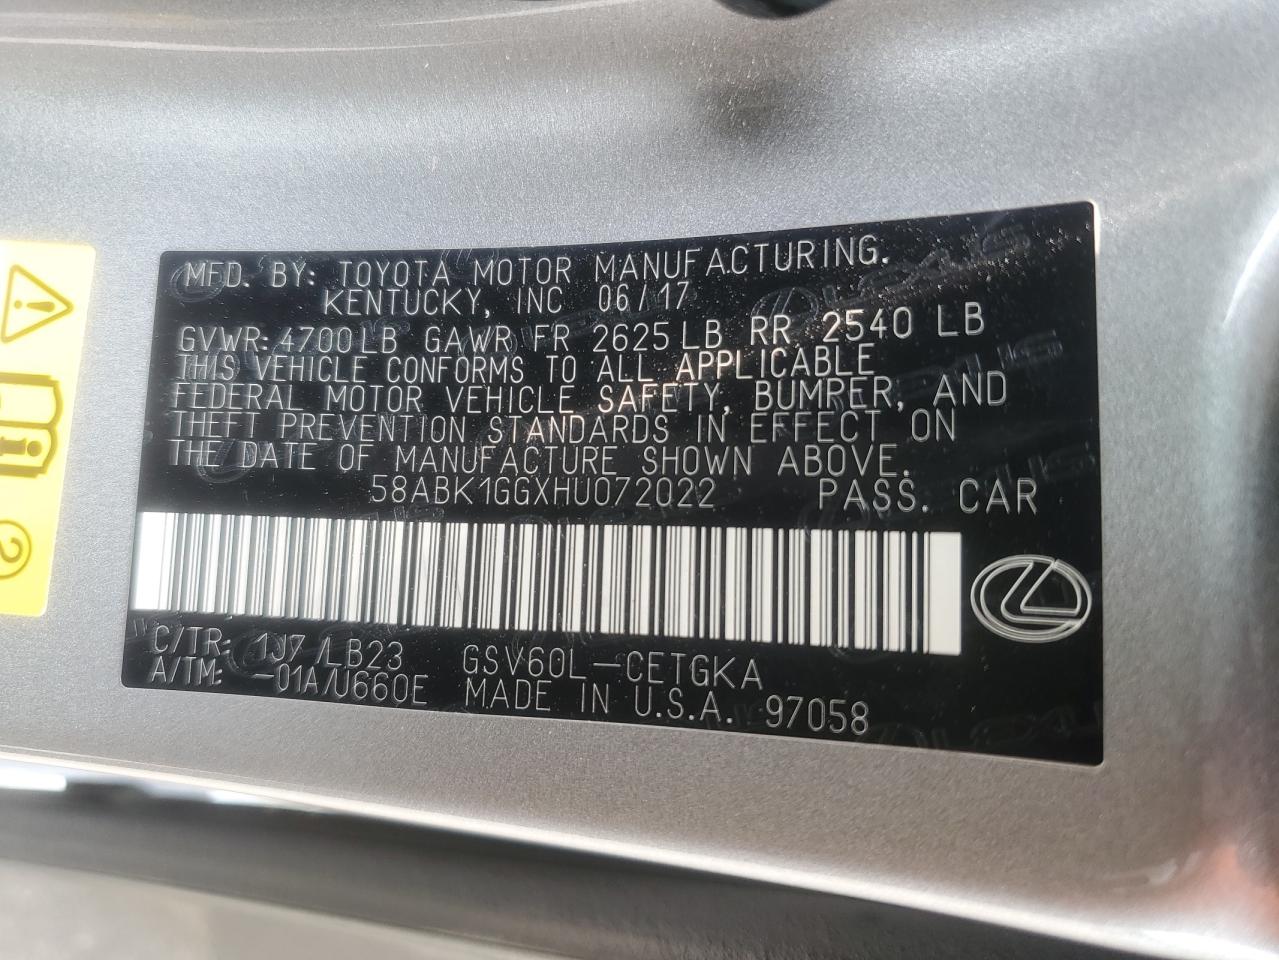 MFD. BY: TOYOTA MOTOR MANUFACTURING.
KENTUCKY, INC 06/17
GVWR: 4700LB GAWR FR 2625LB RR 2540 LB
THIS VEHICLE CONFORMS TO ALL APPLICABLE
FEDERAL MOTOR VEHICLE SAFETY, BUMPER, AND
THEFT PREVENTION STANDARDS IN EFFECT ON
THE DATE OF MANUFACTURE SHOWN ABOVE.
58ABK1GGXHU072022 PASS. CAR
C/TR: 1J7 /LB23 GSV60L-CETGKA
A/TM: -01A/U660E MADE IN U.S.A. 97058
2